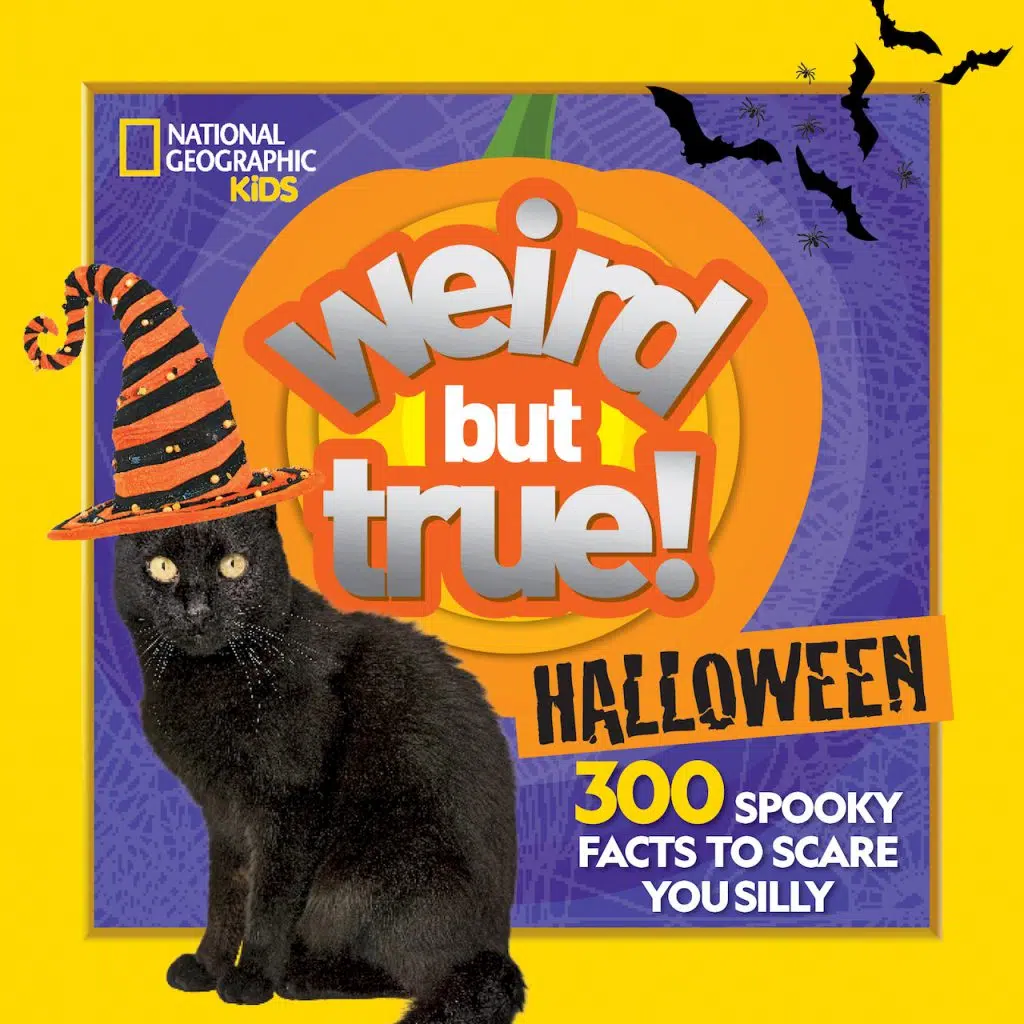 NATIONAL
GEOGRAPHIC
KiDS
weird
but
true!
HALLOWEEN
300 SPOOKY
FACTS TO SCARE
YOU SILLY